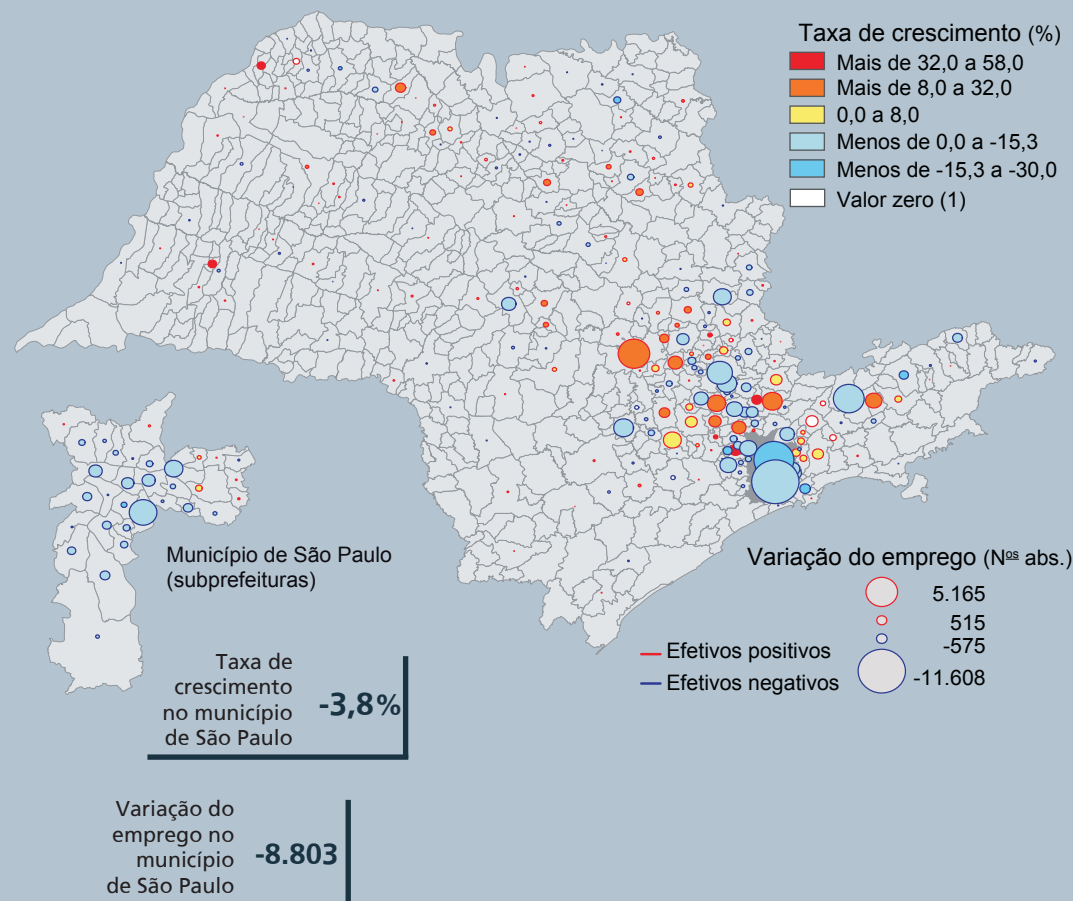 Taxa de crescimento (%)
Mais de 32,0 a 58,0
Mais de 8,0 a 32,0
0,0 a 8,0
Menos de 0,0 a -15,3
Menos de -15,3 a -30,0
Valor zero (1)
Município de São Paulo
(subprefeituras)
Variação do emprego (Nos abs.)
5.165
515
-575
-11.608
Efetivos positivos
Efetivos negativos
Taxa de
crescimento
no município
de São Paulo
-3,8%
Variação do
emprego no
município
de São Paulo
-8.803